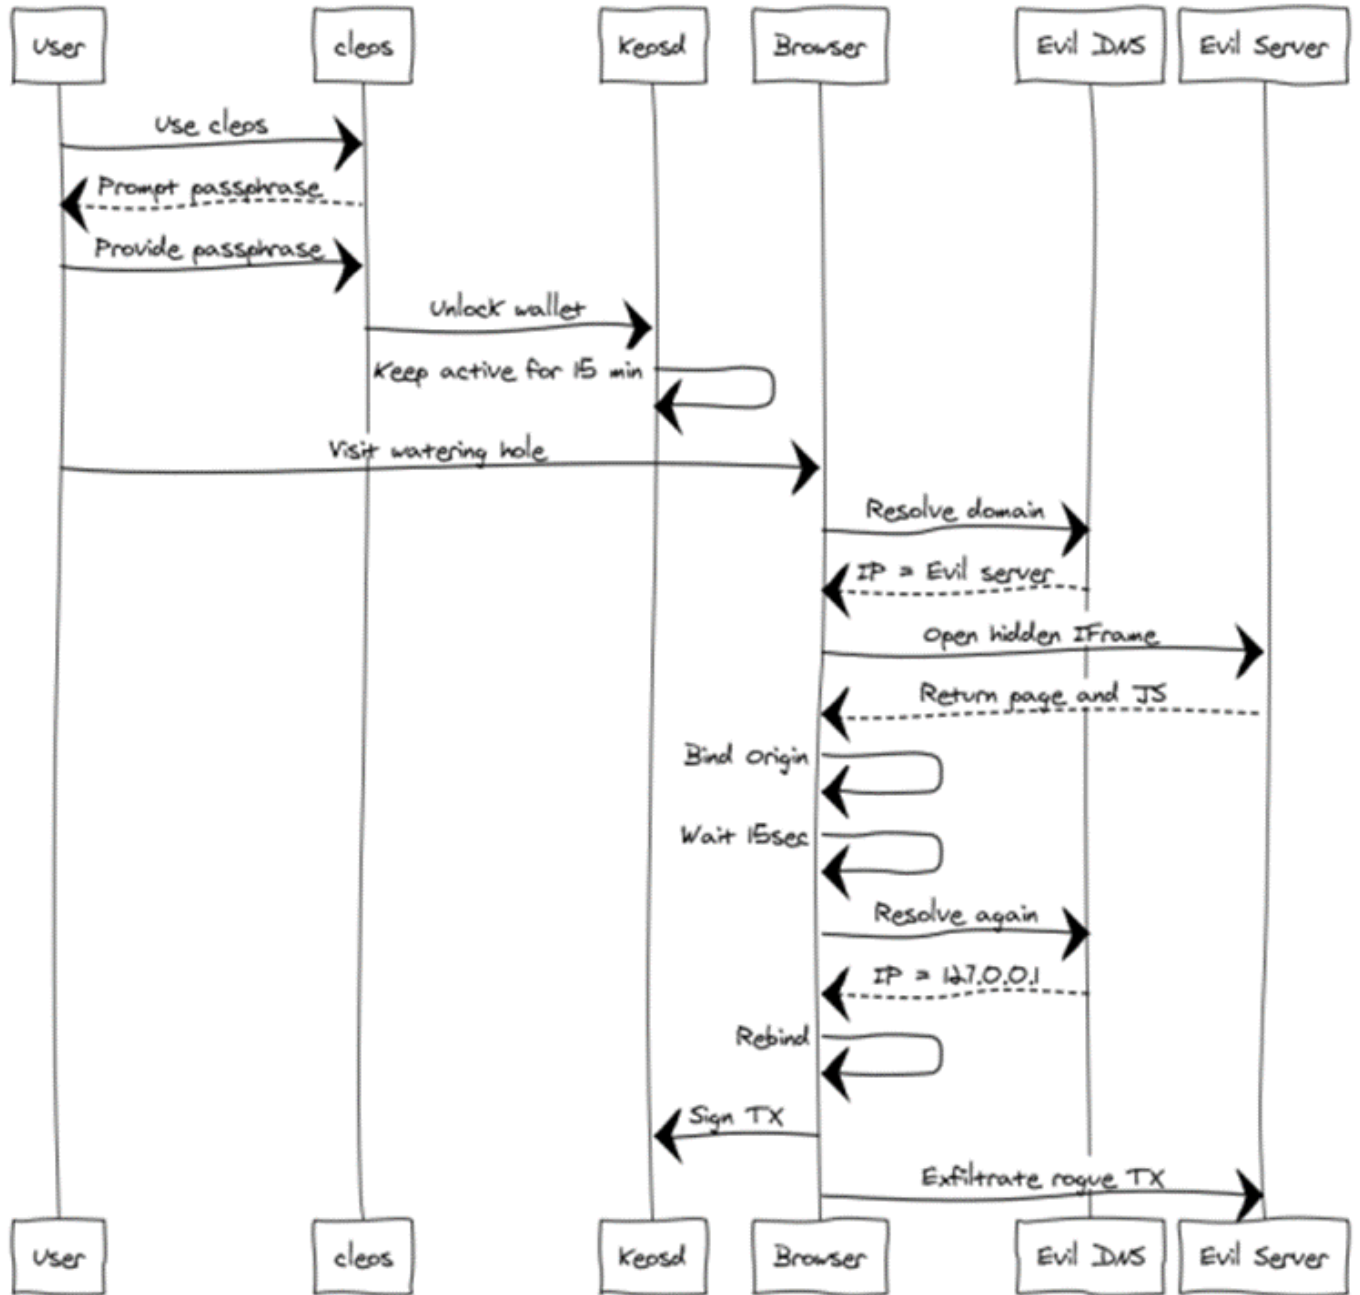 User
cleos
Keosd
Browser
Evil DNS
Evil Server
Use cleos
Prompt passphrase
Provide passphrase
Unlock wallet
Keep active for 15 min
Visit watering hole
Resolve domain
IP = Evil server
Open hidden IFrame
Return page and JS
Bind Origin
Wait 15sec
Resolve again
IP = 127.0.0.1
Rebind
Sign TX
Exfiltrate rogue TX
User
cleos
Keosd
Browser
Evil DNS
Evil Server